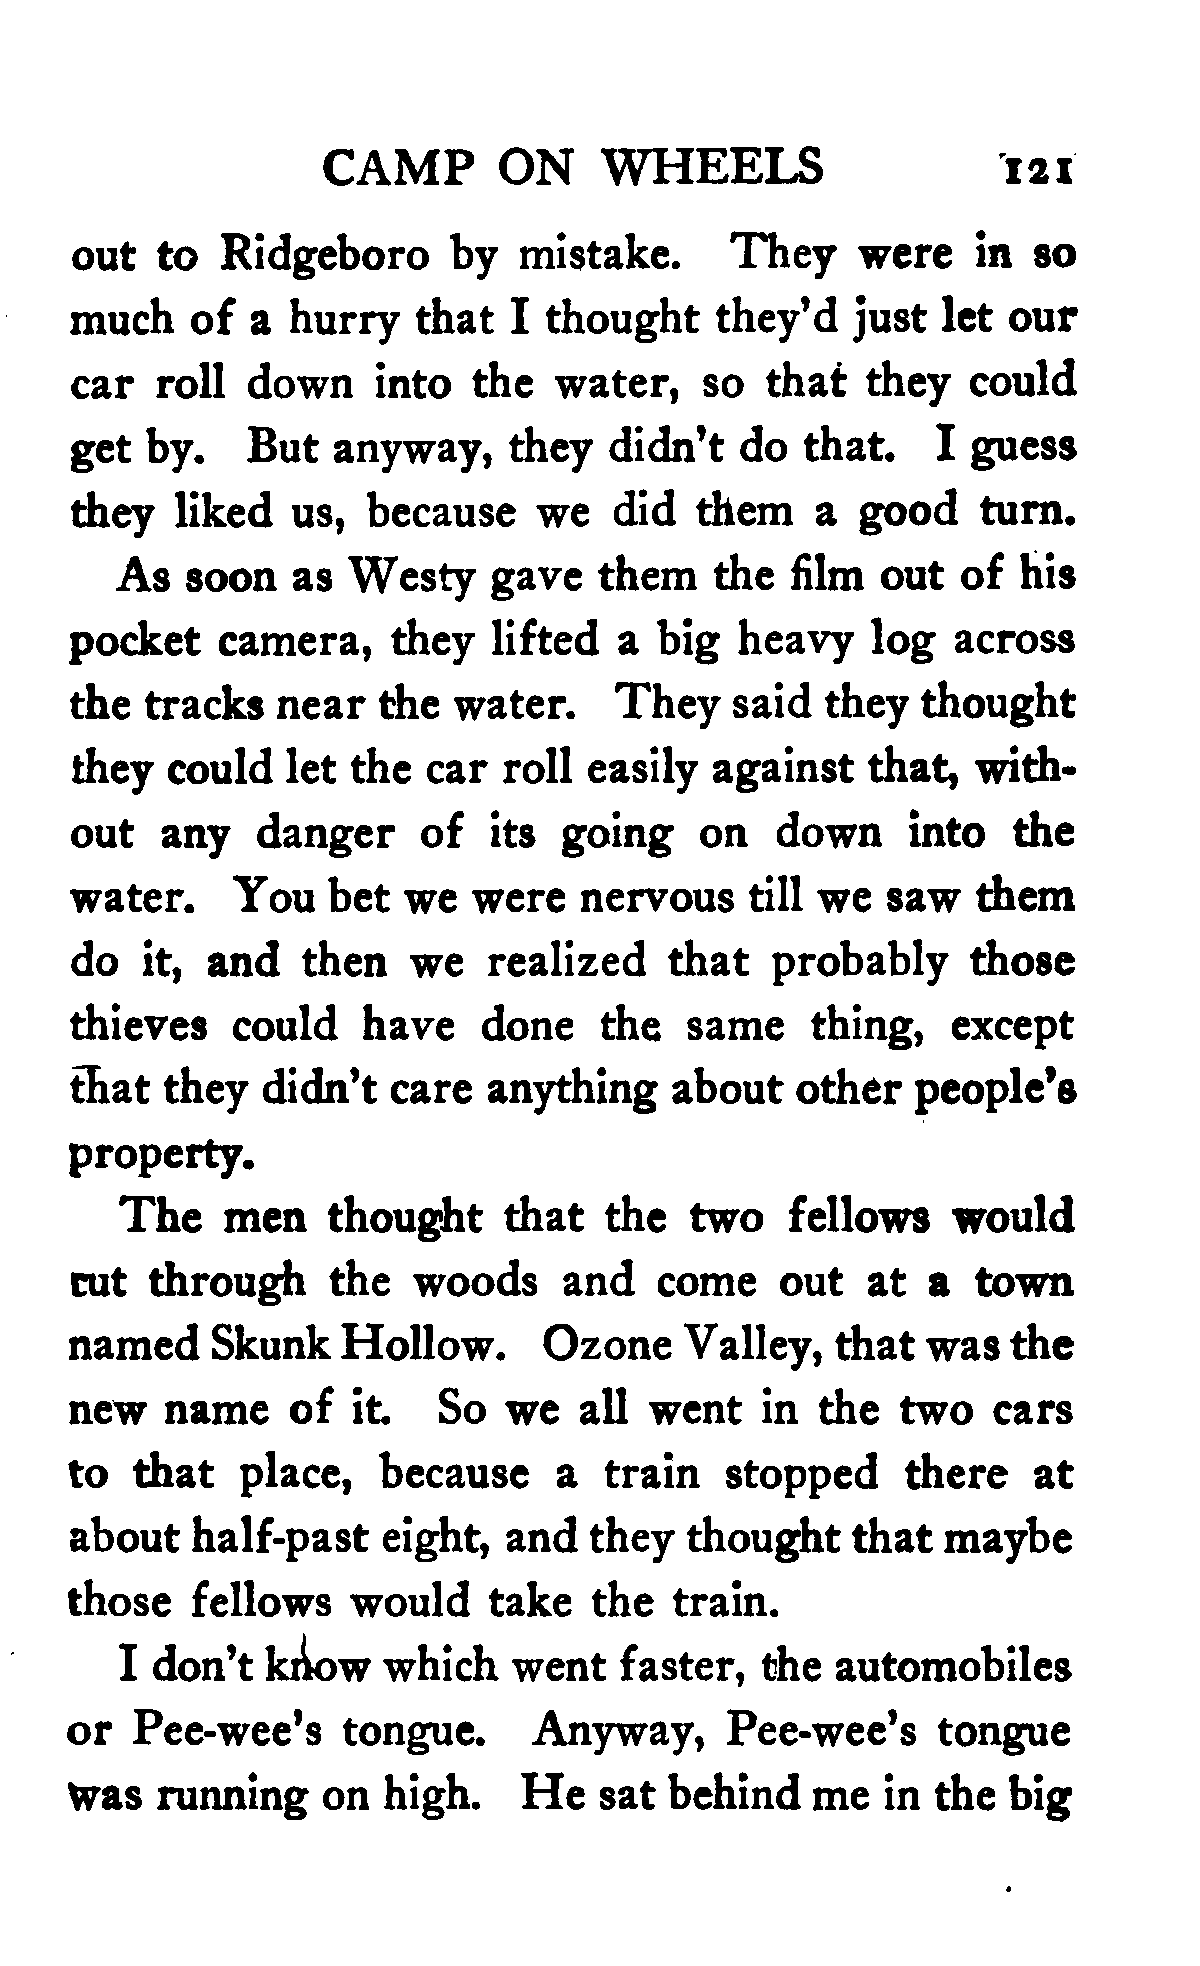 CAMP ON WHEELS 121
out to Ridgeboro by mistake. They were in so
much of a hurry that I thought they'd just let our
car roll down into the water, so that they could
get by. But anyway, they didn't do that. I guess
they liked us, because we did them a good turn.
As soon as Westy gave them the film out of his
pocket camera, they lifted a big heavy log across
the tracks near the water. They said they thought
they could let the car roll easily against that, with-
out any danger of its going on down into the
water. You bet we were nervous till we saw them
do it, and then we realized that probably those
thieves could have done the same thing, except
that they didn't care anything about other people's
property.
The men thought that the two fellows would
cut through the woods and come out at a town
named Skunk Hollow. Ozone Valley, that was the
new name of it. So we all went in the two cars
to that place, because a train stopped there at
about half-past eight, and they thought that maybe
those fellows would take the train.
I don't know which went faster, the automobiles
or Pee-wee's tongue. Anyway, Pee-wee's tongue
was running on high. He sat behind me in the big